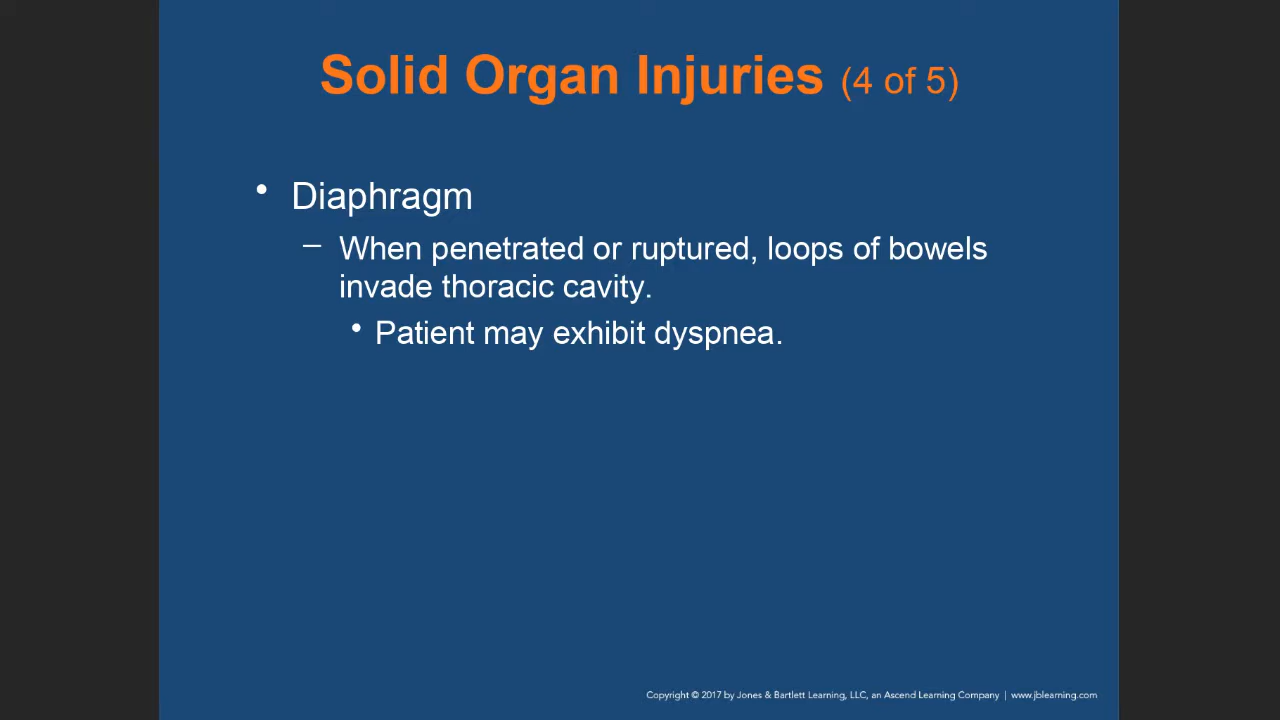 Solid Organ Injuries (4 of 5)
• Diaphragm
– When penetrated or ruptured, loops of bowels
invade thoracic cavity.
• Patient may exhibit dyspnea.
Copyright © 2017 by Jones & Bartlett Learning, LLC, an Ascend Learning Company | www.jblearning.com